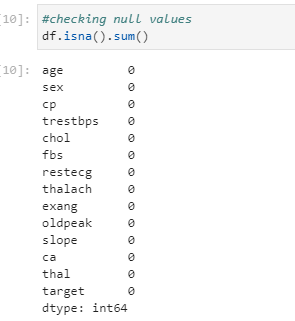 [10]: #checking null values
df.isna().sum()
[10]: age 0
sex 0
cp 0
trestbps 0
chol 0
fbs 0
restecg 0
thalach 0
exang 0
oldpeak 0
slope 0
ca 0
thal 0
target 0
dtype: int64